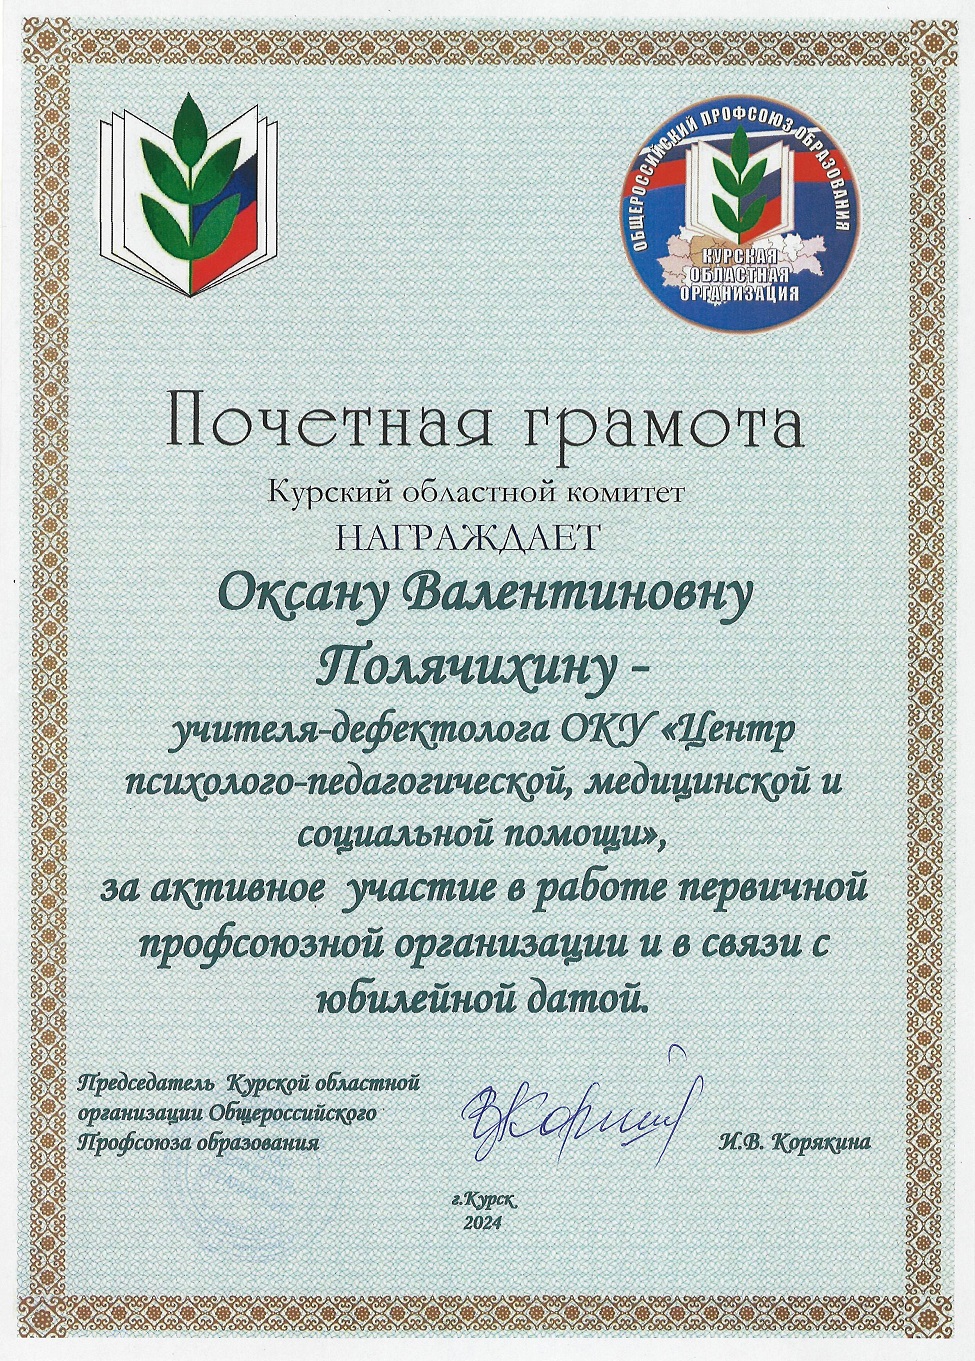 ОБЩЕРОССИЙСКИЙ ПРОФСОЮЗ ОБРАЗОВАНИЯ
КУРСКАЯ
ОБЛАСТНАЯ
ОРГАНИЗАЦИЯ
Почетная грамота
Курский областной комитет
НАГРАЖДАЕТ
Оксану Валентиновну
Полячихину -
учителя-дефектолога ОКУ «Центр
психолого-педагогической, медицинской и
социальной помощи»,
за активное участие в работе первичной
профсоюзной организации и в связи с
юбилейной датой.
Председатель Курской областной
организации Общероссийского
Профсоюза образования
И.В. Корякина
г.Курск
2024